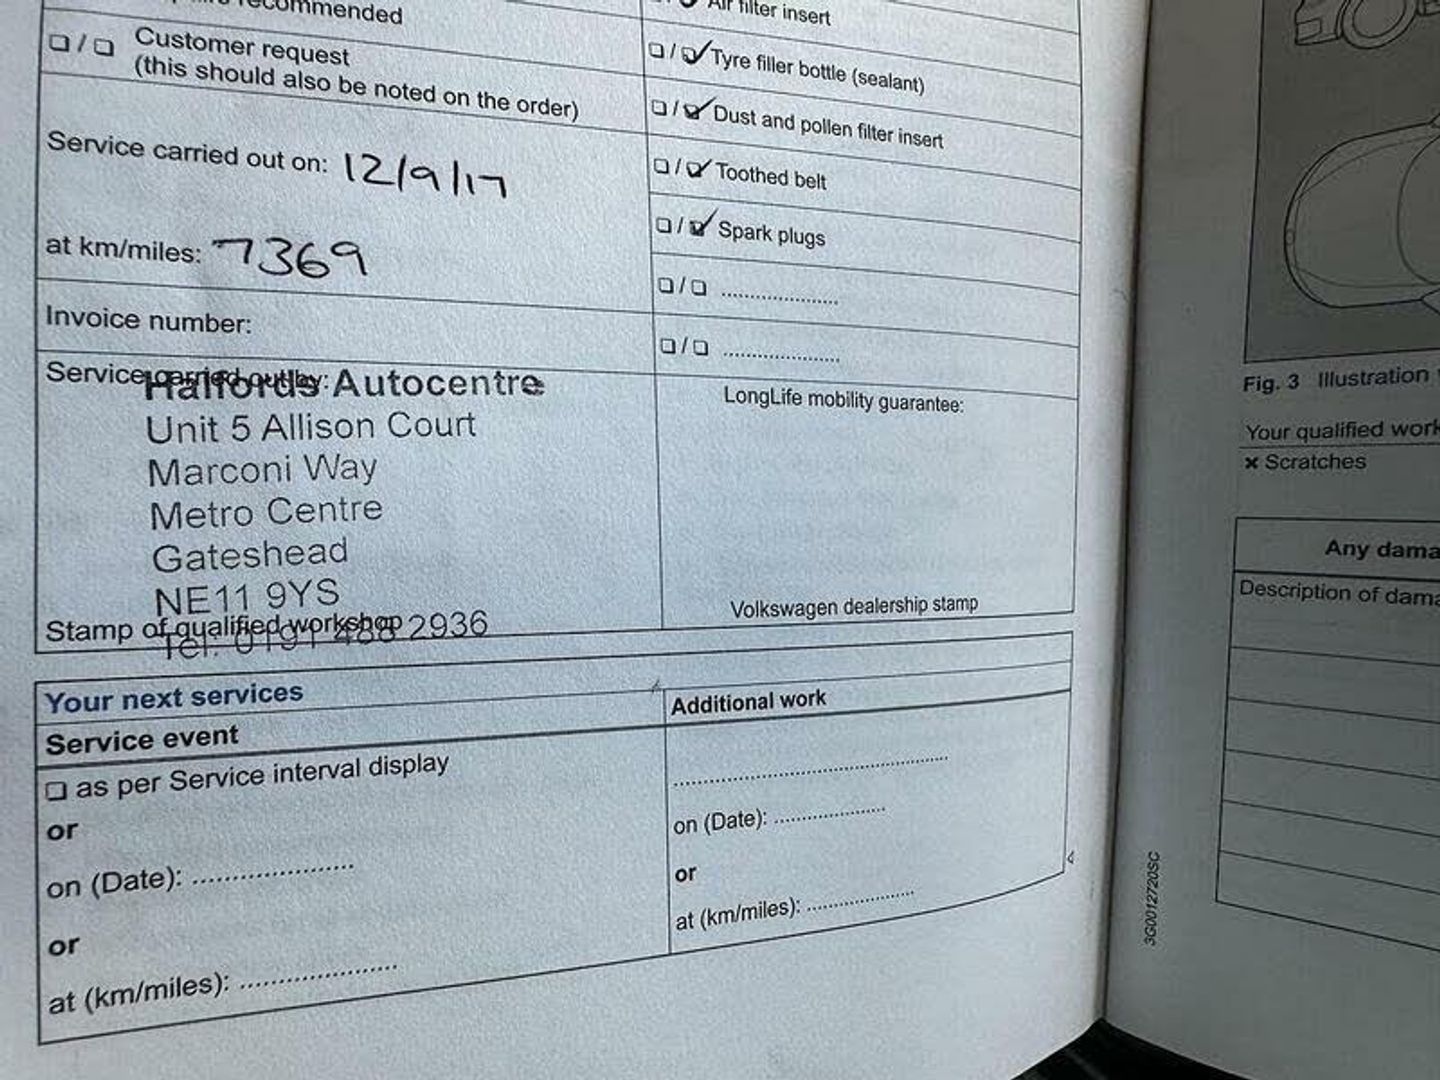 recommended
☐ / ☐ Customer request
(this should also be noted on the order)
Service carried out on: 12/9/17
at km/miles: 7369
Invoice number:
Service carried out by:
Halfords Autocentre
Unit 5 Allison Court
Marconi Way
Metro Centre
Gateshead
NE11 9YS
Tel: 0191 488 2936
Stamp of qualified workshop
Air filter insert
☐ / ☑ Tyre filler bottle (sealant)
☐ / ☑ Dust and pollen filter insert
☐ / ☑ Toothed belt
☐ / ☑ Spark plugs
☐ / ☐ ......................
☐ / ☐ ......................
LongLife mobility guarantee:
Volkswagen dealership stamp
Your next services
Service event
☐ as per Service interval display
or
on (Date): ......................
or
at (km/miles): ......................
Additional work
......................................
on (Date): ......................
or
at (km/miles): ......................
3G0012720SC
Fig. 3 Illustration
Your qualified work
× Scratches
Any dama
Description of dama